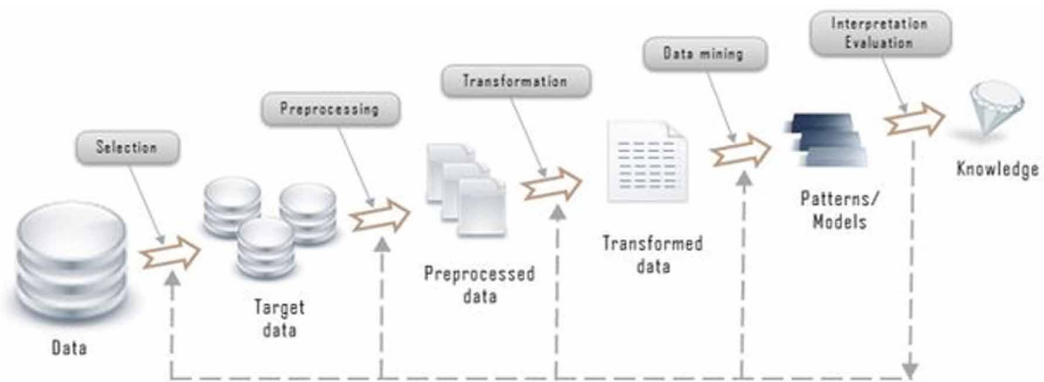 Interpretation
Evaluation
Data mining
Transformation
Preprocessing
Selection
Knowledge
Patterns/
Models
Transformed
data
Preprocessed
data
Target
data
Data